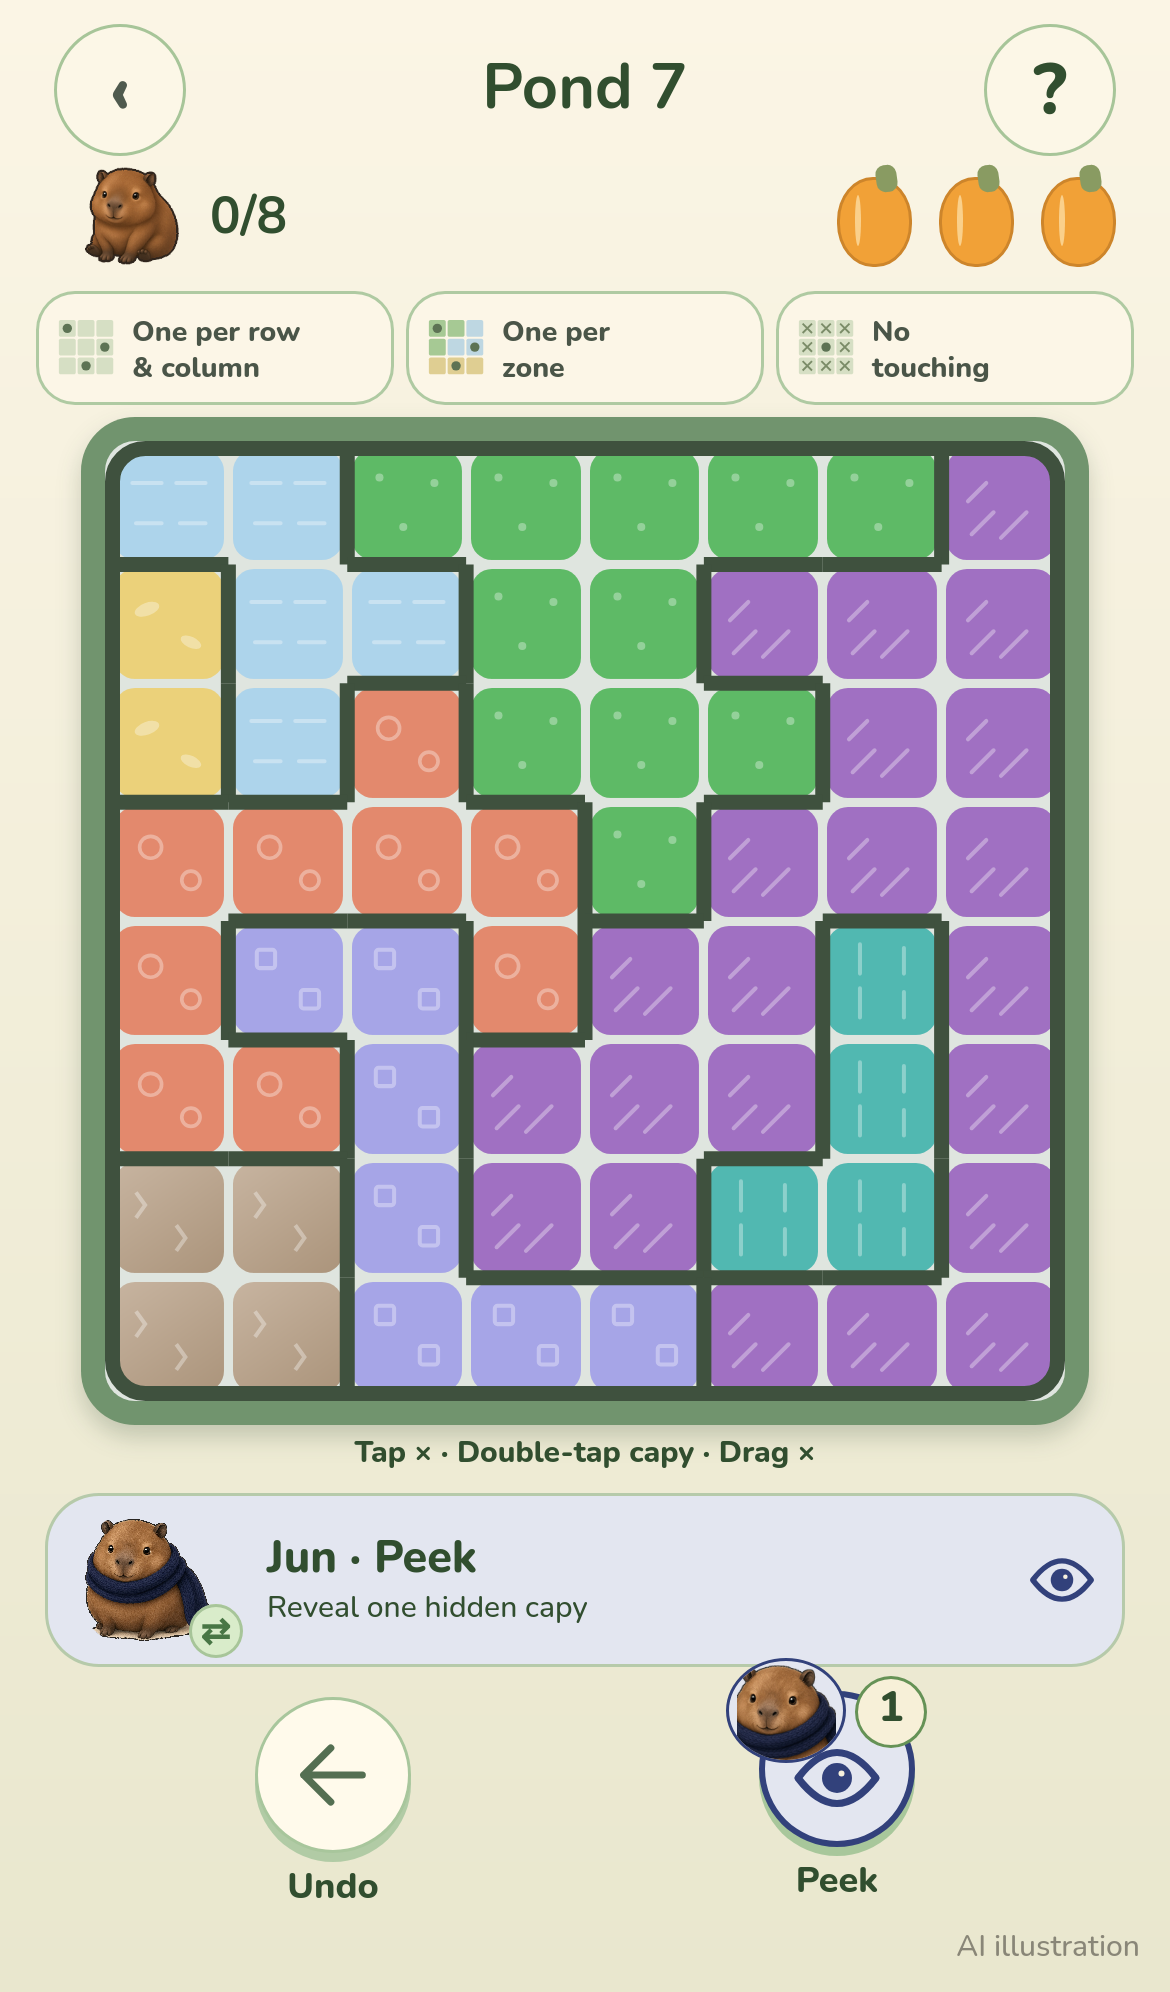 ‹
Pond 7
?
0/8
One per row
& column
One per
zone
No
touching
Tap × · Double-tap capy · Drag ×
Jun · Peek
Reveal one hidden capy
1
Undo
Peek
AI illustration